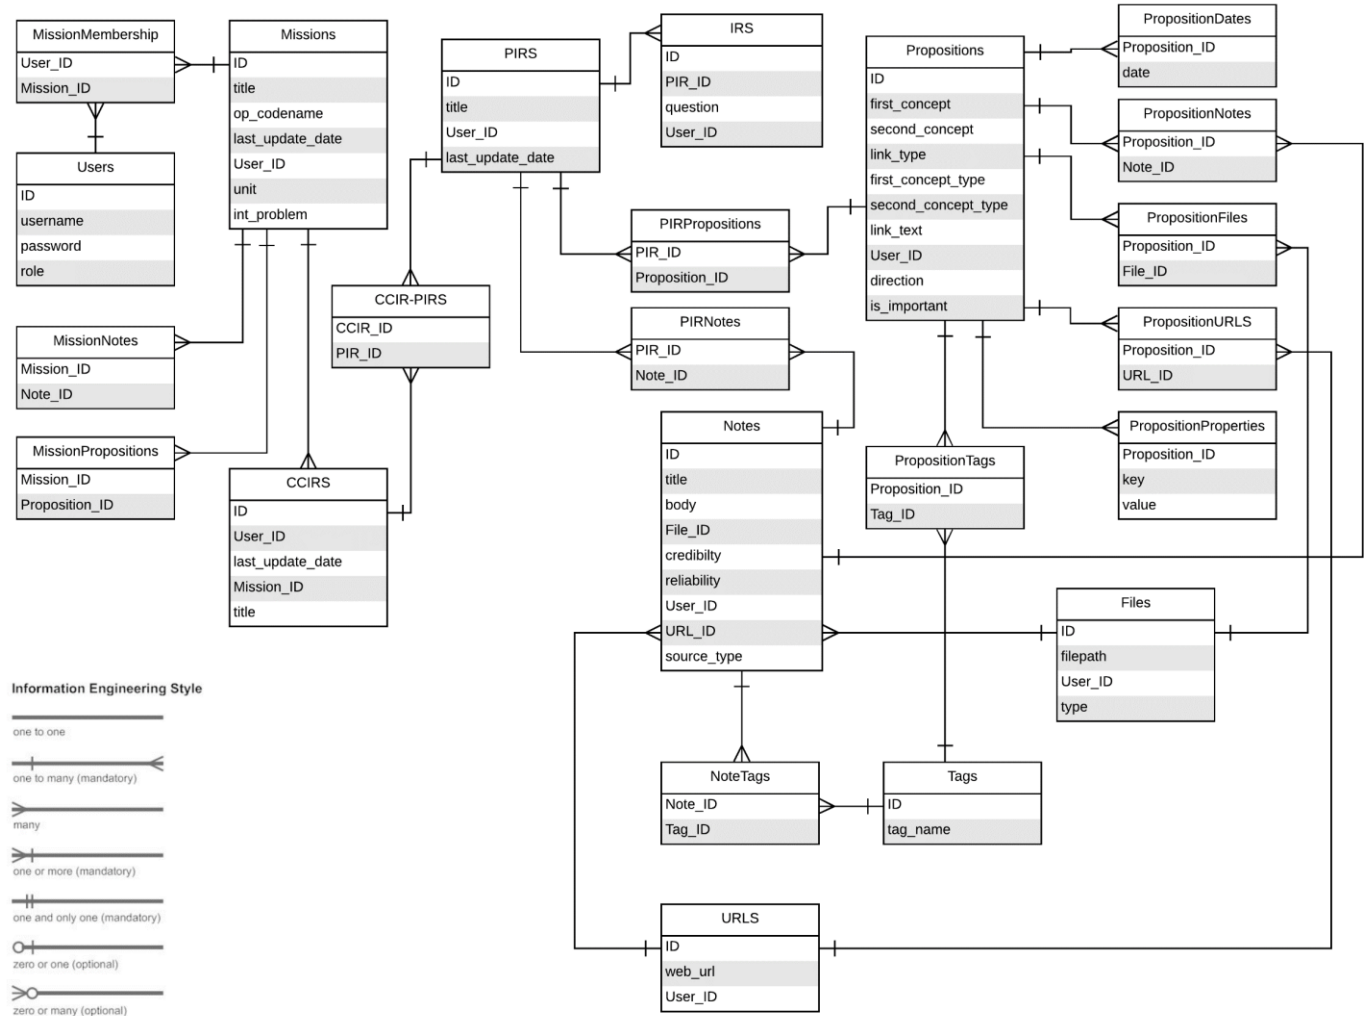 MissionMembership
User_ID
Mission_ID
Users
ID
username
password
role
MissionNotes
Mission_ID
Note_ID
MissionPropositions
Mission_ID
Proposition_ID
Missions
ID
title
op_codename
last_update_date
User_ID
unit
int_problem
CCIR-PIRS
CCIR_ID
PIR_ID
CCIRS
ID
User_ID
last_update_date
Mission_ID
title
PIRS
ID
title
User_ID
last_update_date
IRS
ID
PIR_ID
question
User_ID
PIRPropositions
PIR_ID
Proposition_ID
PIRNotes
PIR_ID
Note_ID
Notes
ID
title
body
File_ID
credibilty
reliability
User_ID
URL_ID
source_type
NoteTags
Note_ID
Tag_ID
URLS
ID
web_url
User_ID
Propositions
ID
first_concept
second_concept
link_type
first_concept_type
second_concept_type
link_text
User_ID
direction
is_important
PropositionTags
Proposition_ID
Tag_ID
Tags
ID
tag_name
PropositionDates
Proposition_ID
date
PropositionNotes
Proposition_ID
Note_ID
PropositionFiles
Proposition_ID
File_ID
PropositionURLS
Proposition_ID
URL_ID
PropositionProperties
Proposition_ID
key
value
Files
ID
filepath
User_ID
type
Information Engineering Style
one to one
one to many (mandatory)
many
one or more (mandatory)
one and only one (mandatory)
zero or one (optional)
zero or many (optional)